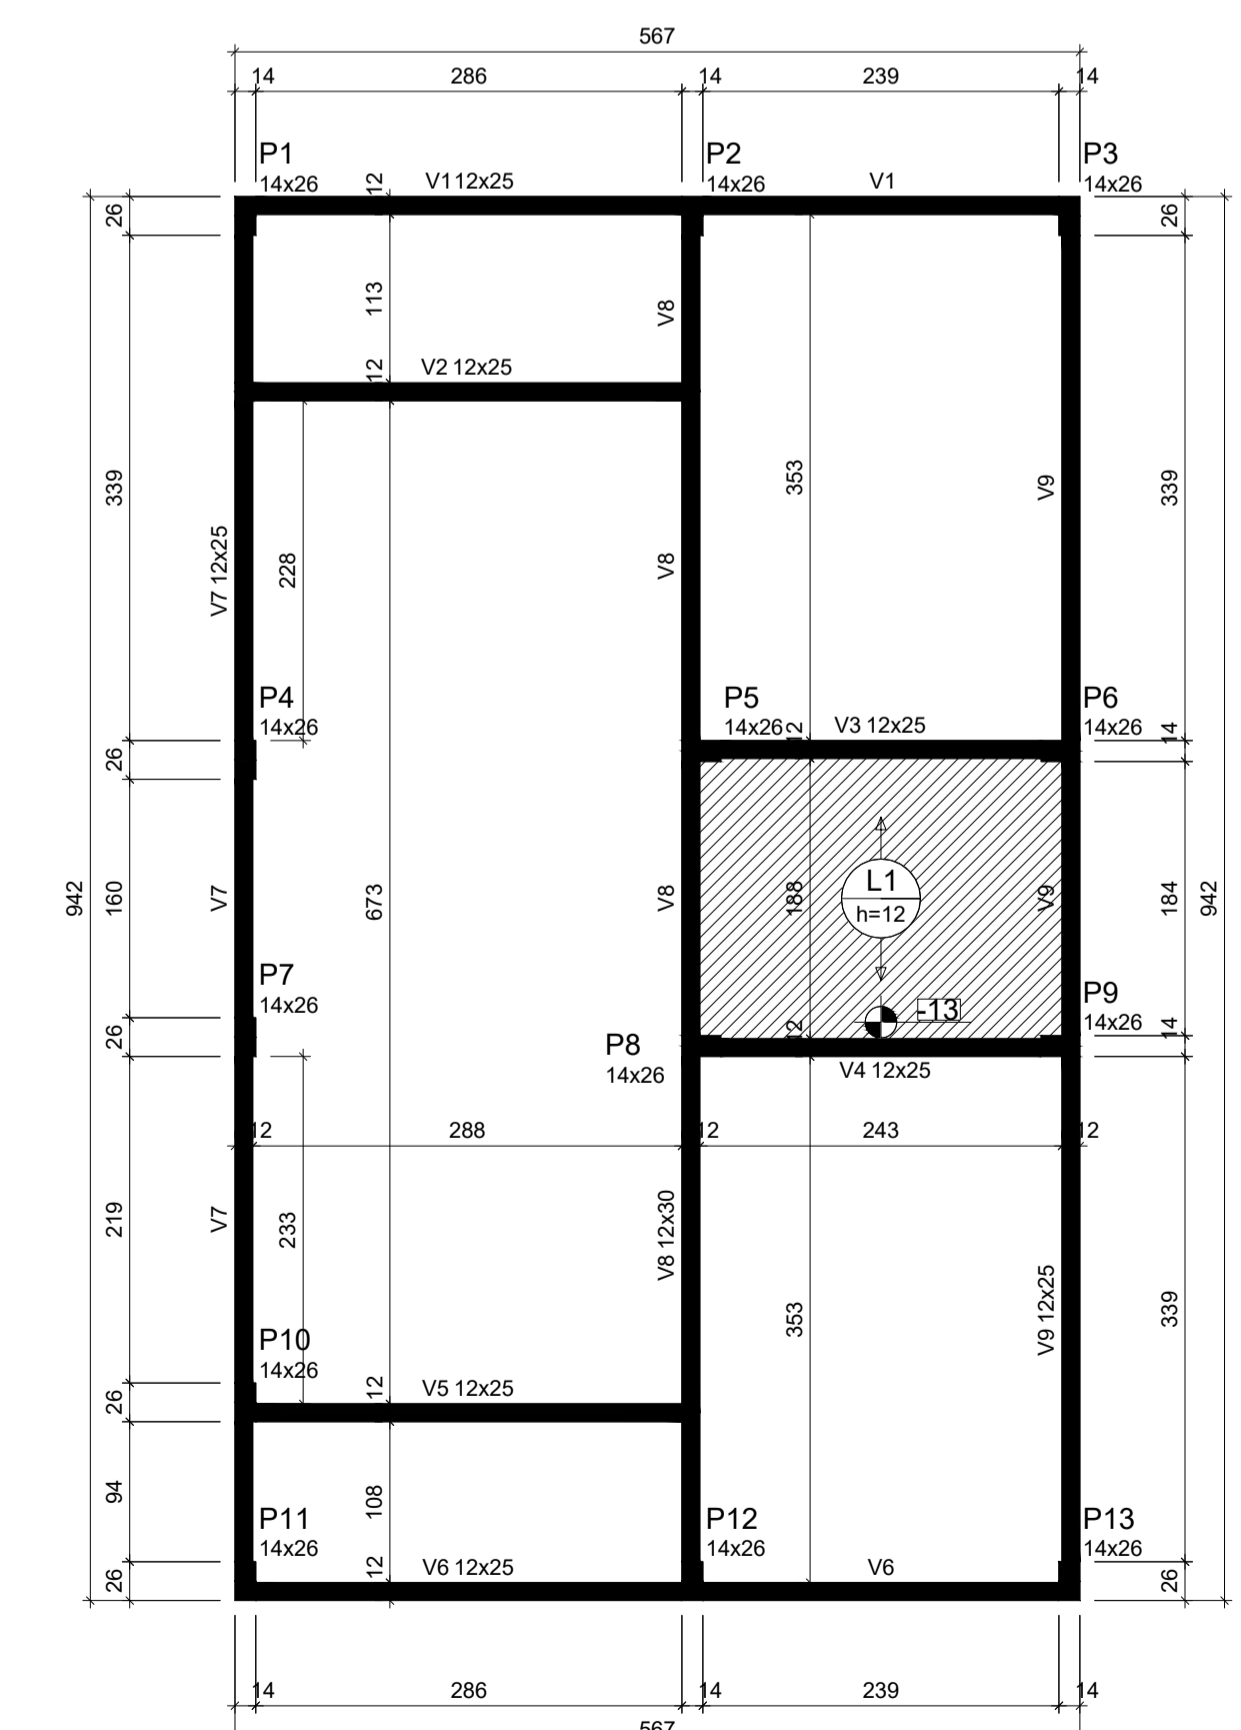 567
14 286 14 239 14
P1 P2 P3
14x26 12 V112x25 14x26 V1 14x26
26 26
113 V8
12 V2 12x25
339 353 V9 339
V7 12x25 228 V8
P4 P5 P6
14x26 14x26 12 V3 12x25 14x26 14
26
L1
942 160 V7 673 V8 188 h=12 V9 184 942
P7 P9
14x26 12 -13 14x26 14
26 P8
14x26 V4 12x25
12 288 12 243 12
219 V7 233 V8 12x30
353 V9 12x25 339
P10
14x26
26 12 V5 12x25
94 108
P11 P12 P13
14x26 14x26 14x26
26 12 V6 12x25 V6 26
14 286 14 239 14
567